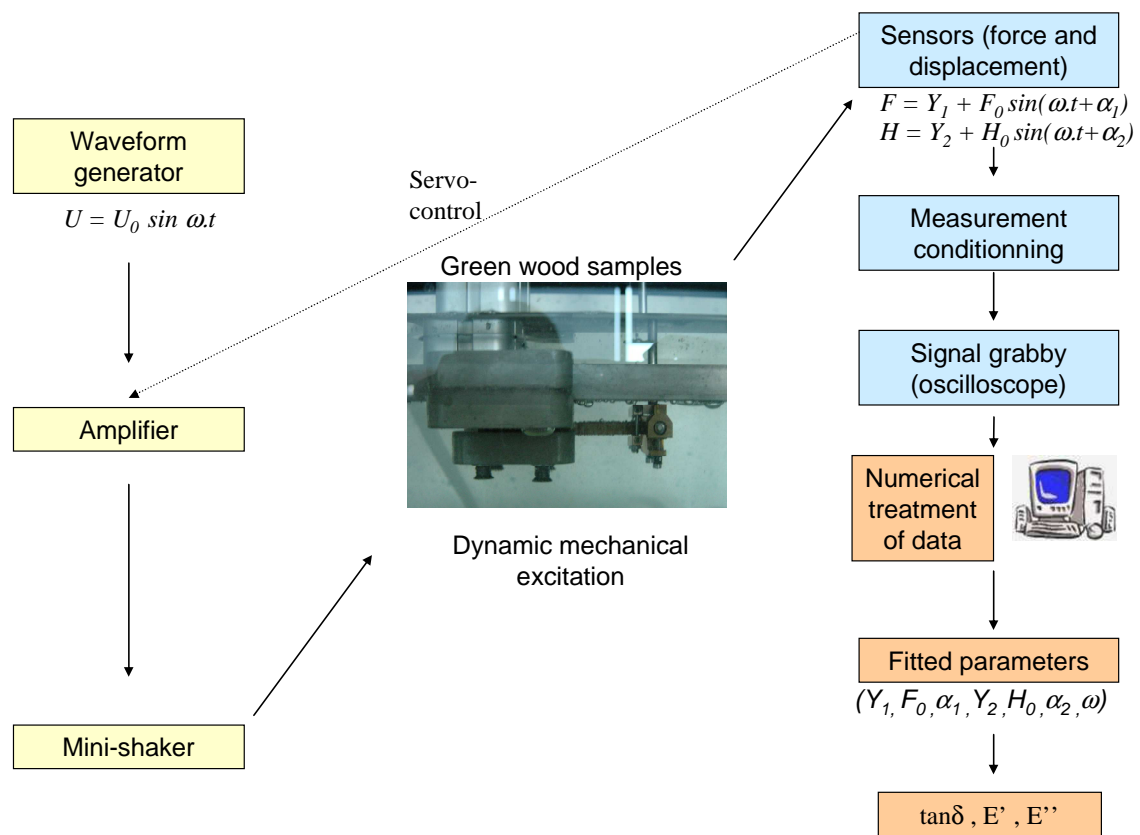 Waveform
generator
U = U₀ sin ω.t
Amplifier
Mini-shaker
Servo-
control
Green wood samples
Dynamic mechanical
excitation
Sensors (force and
displacement)
F = Y₁ + F₀ sin(ω.t+α₁)
H = Y₂ + H₀ sin(ω.t+α₂)
Measurement
conditionning
Signal grabby
(oscilloscope)
Numerical
treatment
of data
Fitted parameters
(Y₁, F₀ ,α₁ ,Y₂ ,H₀ ,α₂ ,ω)
tanδ , E’ , E’’